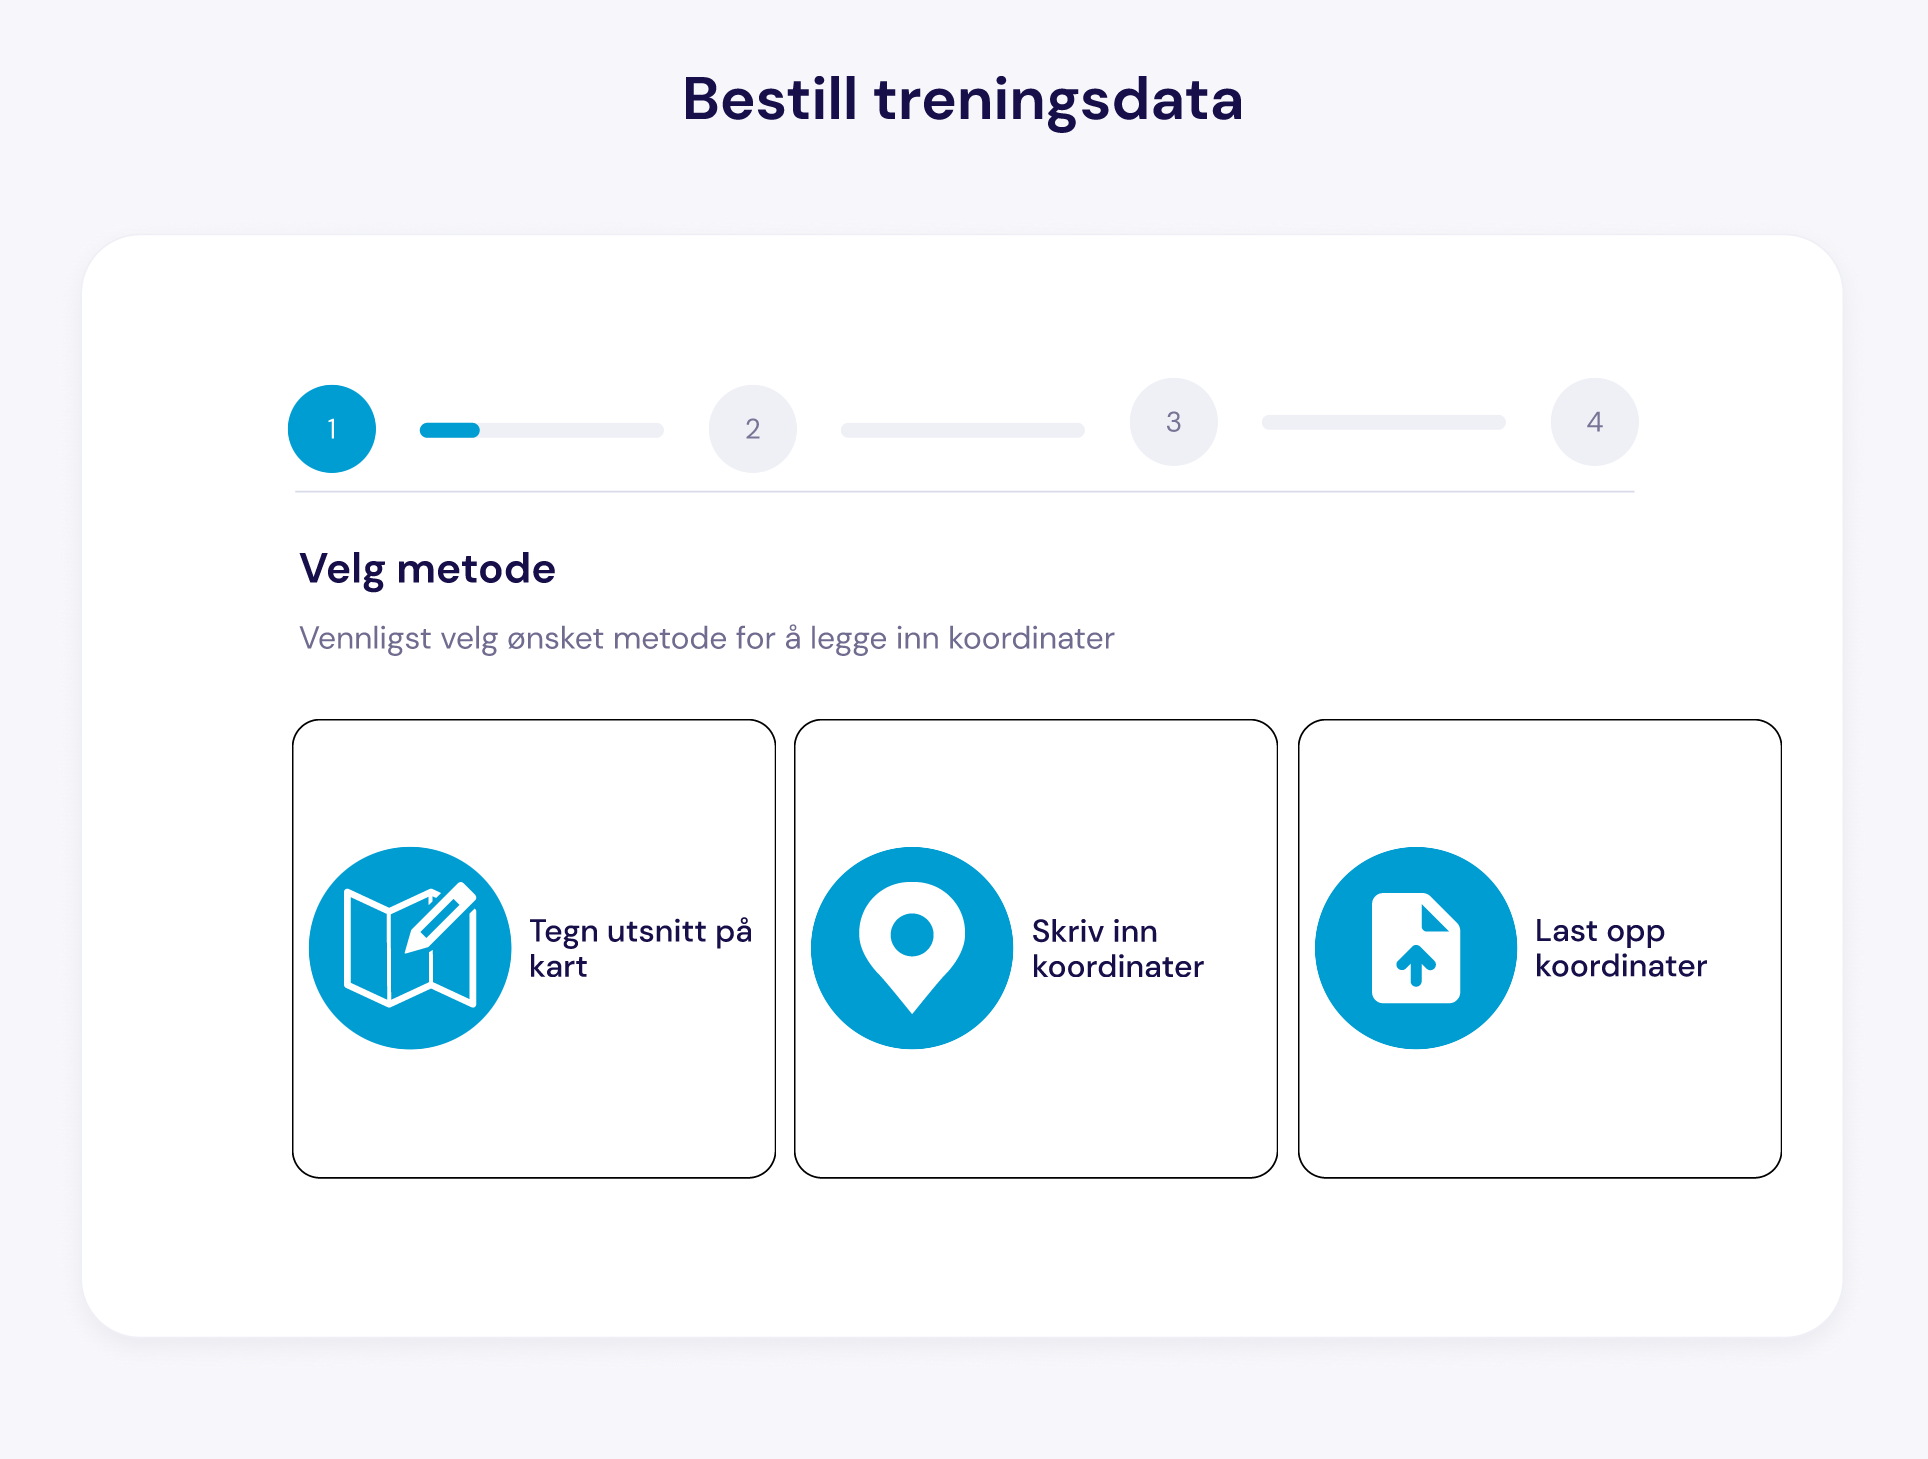 Bestill treningsdata
1
2
3
4
Velg metode
Vennligst velg ønsket metode for å legge inn koordinater
Tegn utsnitt på
kart
Skriv inn
koordinater
Last opp
koordinater